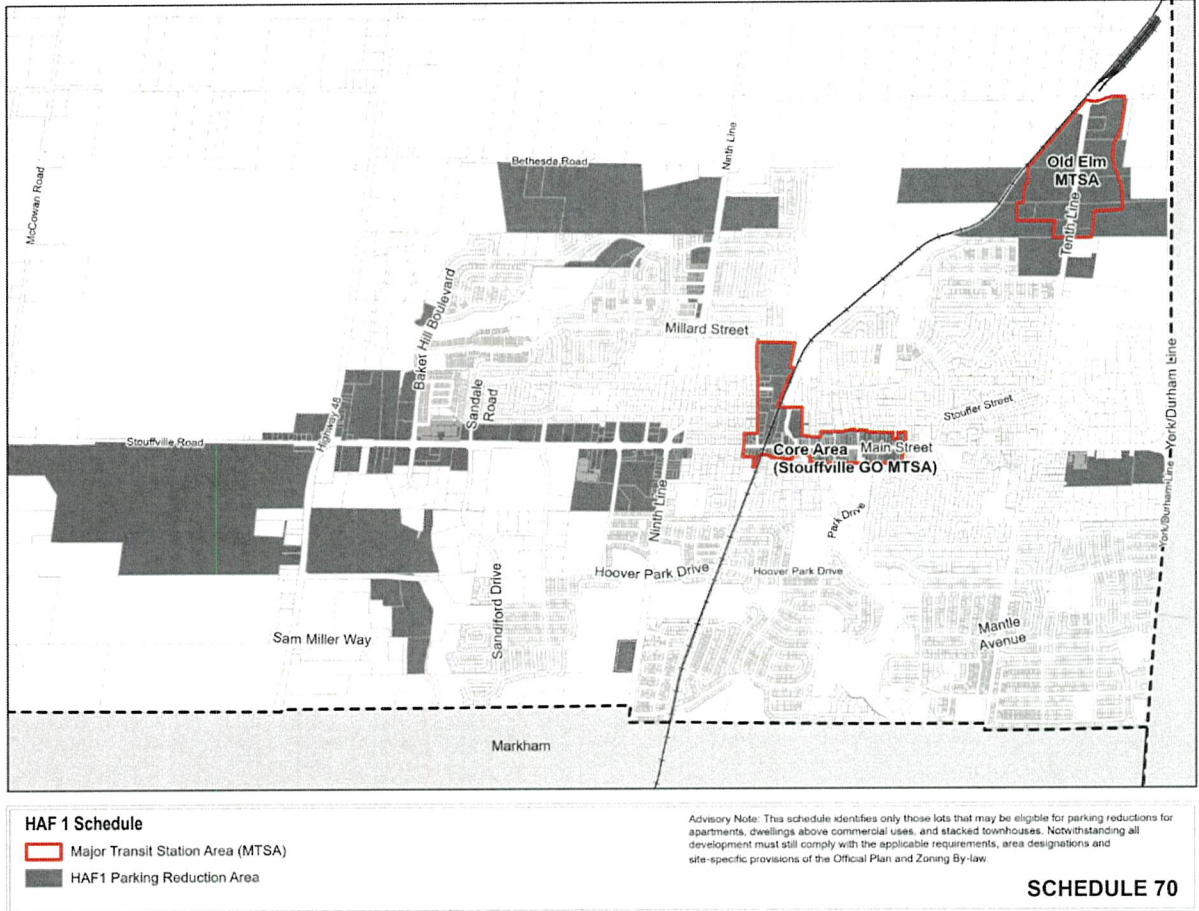 Bethesda Road
Ninth Line
McCowan Road
Old Elm
MTSA
Tenth Line
Baker Hill Boulevard
Millard Street
Sandale
Road
Highway 48
Stouffer Street
York/Durham Line
York/Durham Line
Stouffville Road
Core Area
Main Street
(Stouffville GO MTSA)
Ninth Line
Park Drive
Hoover Park Drive
Hoover Park Drive
Sandiford Drive
Sam Miller Way
Mantle
Avenue
Markham
HAF 1 Schedule
Major Transit Station Area (MTSA)
HAF1 Parking Reduction Area
Advisory Note: This schedule identifies only those lots that may be eligible for parking reductions for
apartments, dwellings above commercial uses, and stacked townhouses. Notwithstanding all
development must still comply with the applicable requirements, area designations and
site-specific provisions of the Official Plan and Zoning By-law.
SCHEDULE 70